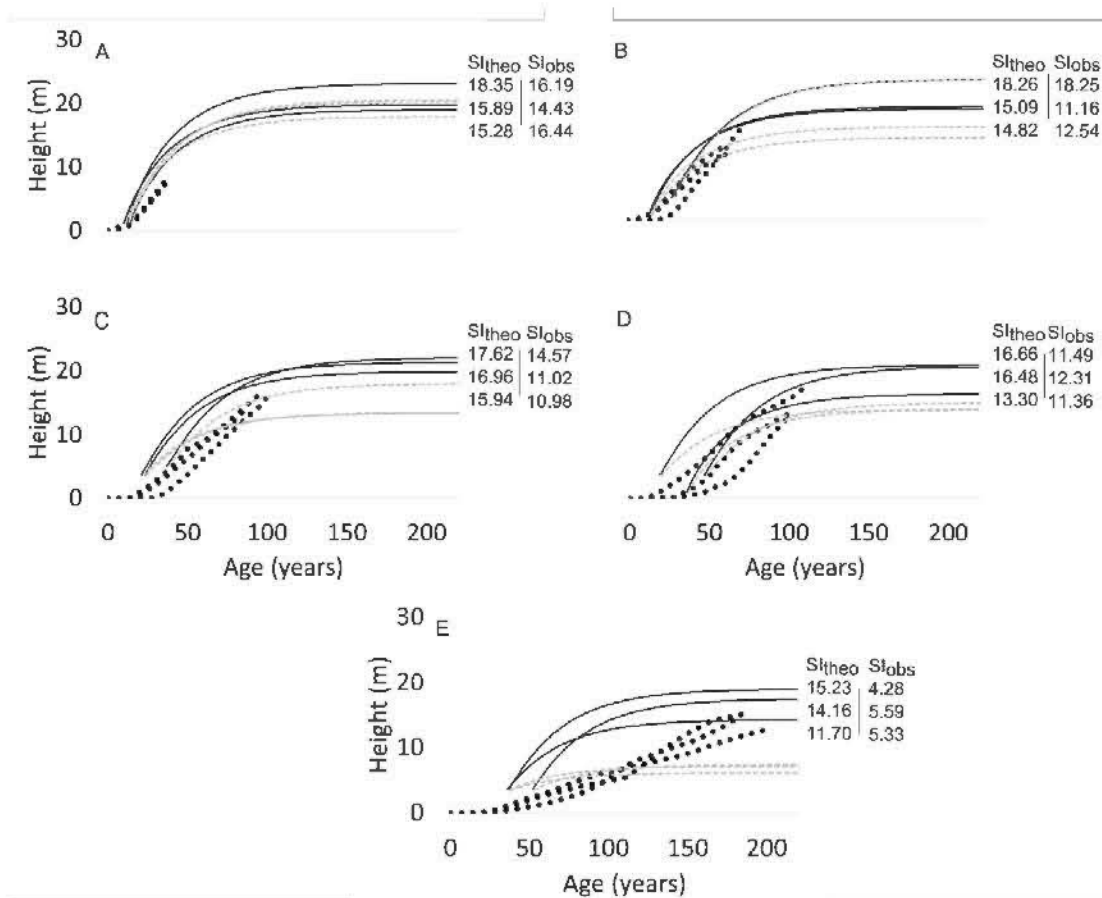 30
A
SItheo SIobs
18.35 16.19
15.89 14.43
15.28 16.44
20
10
0
Height (m)
B
SItheo SIobs
18.26 18.25
15.09 11.16
14.82 12.54
30
C
SItheo SIobs
17.62 14.57
16.96 11.02
15.94 10.98
20
10
0
Height (m)
0 50 100 150 200
Age (years)
D
SItheo SIobs
16.66 11.49
16.48 12.31
13.30 11.36
0 50 100 150 200
Age (years)
30
E
SItheo SIobs
15.23 4.28
14.16 5.59
11.70 5.33
20
10
0
Height (m)
0 50 100 150 200
Age (years)